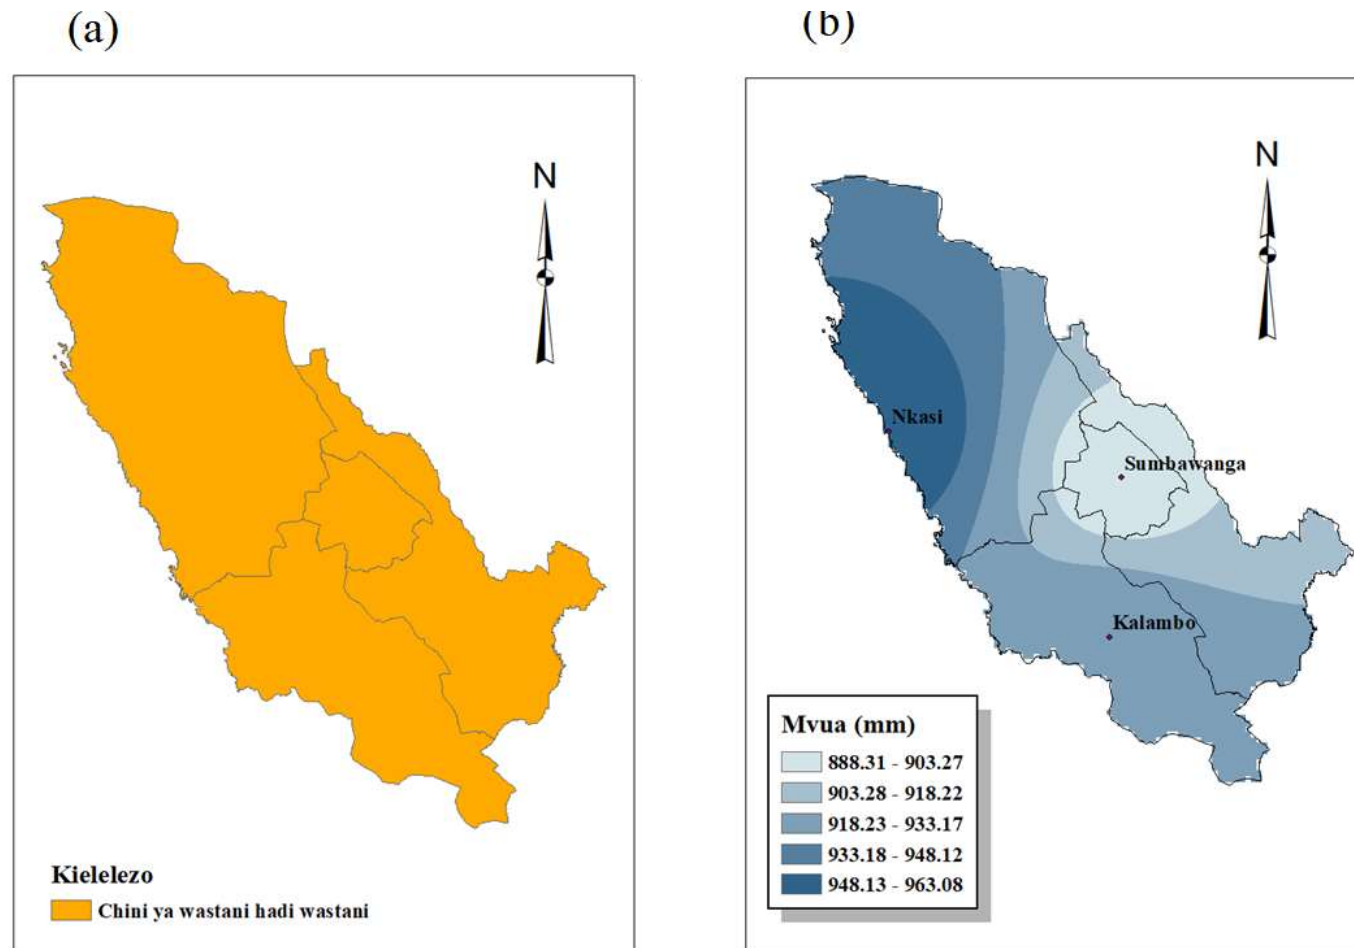 (a)
N
Kielelezo
Chini ya wastani hadi wastani
(b)
N
Nkasi
Sumbawanga
Kalambo
Mvua (mm)
888.31 - 903.27
903.28 - 918.22
918.23 - 933.17
933.18 - 948.12
948.13 - 963.08